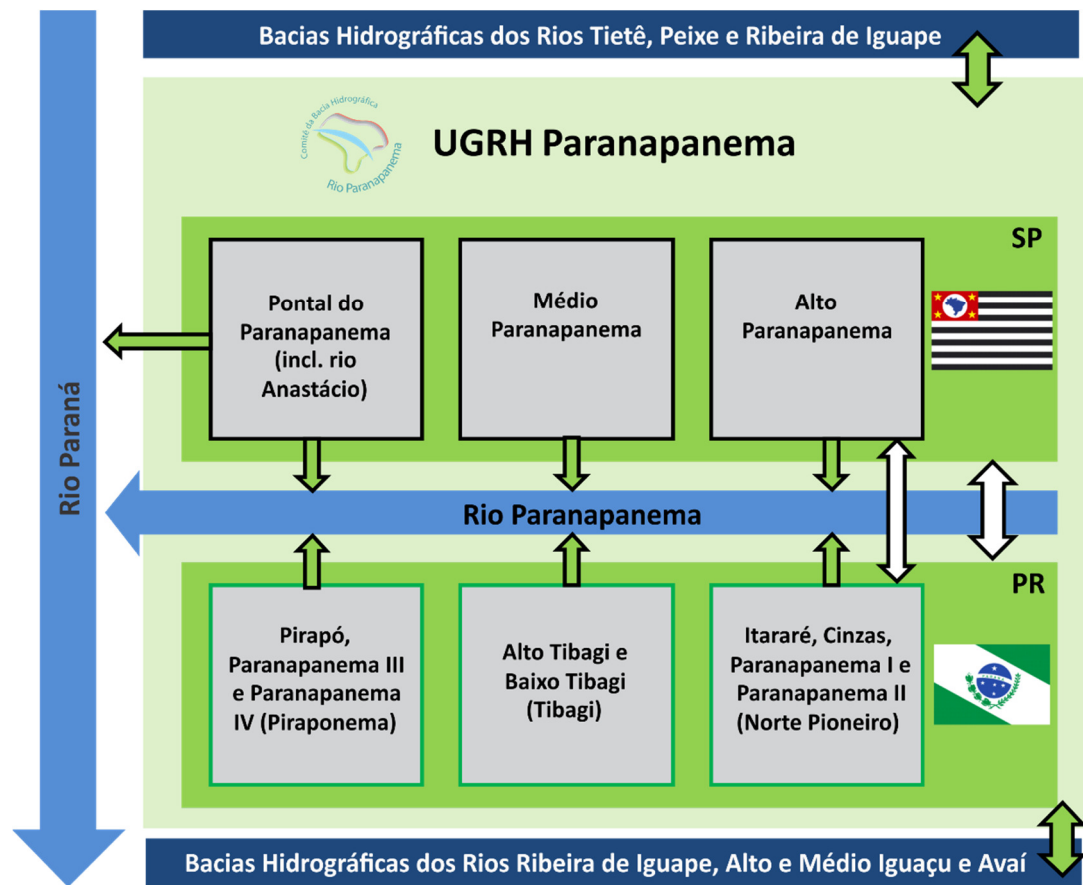 Bacias Hidrográficas dos Rios Tietê, Peixe e Ribeira de Iguape
Comitê da Bacia Hidrográfica
Rio Paranapanema
UGRH Paranapanema
SP
Pontal do
Paranapanema
(incl. rio
Anastácio)
Médio
Paranapanema
Alto
Paranapanema
Rio Paraná
Rio Paranapanema
PR
Pirapó,
Paranapanema III
e Paranapanema
IV (Piraponema)
Alto Tibagi e
Baixo Tibagi
(Tibagi)
Itararé, Cinzas,
Paranapanema I e
Paranapanema II
(Norte Pioneiro)
Bacias Hidrográficas dos Rios Ribeira de Iguape, Alto e Médio Iguaçu e Avaí